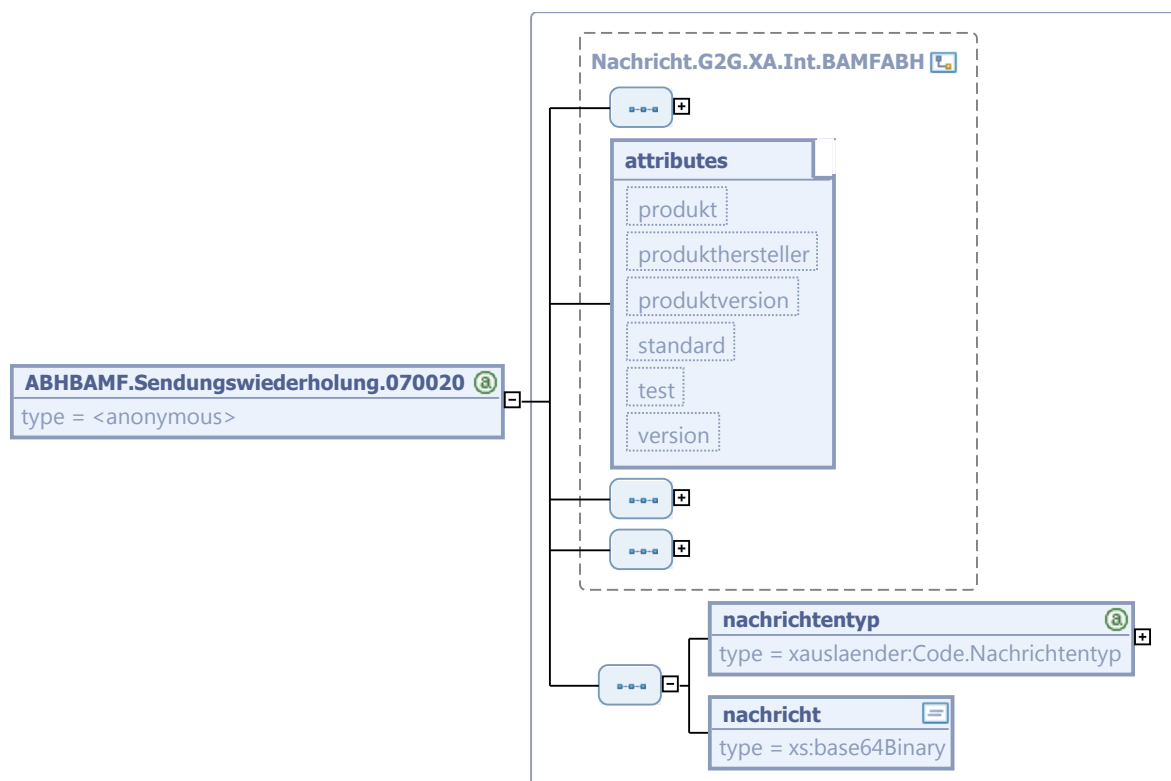 Nachricht.G2G.XA.Int.BAMFABH
attributes
produkt
produkthersteller
produktversion
standard
test
version
ABHBAMF.Sendungswiederholung.070020
type = <anonymous>
nachrichtentyp
type = xauslaender:Code.Nachrichtentyp
nachricht
type = xs:base64Binary